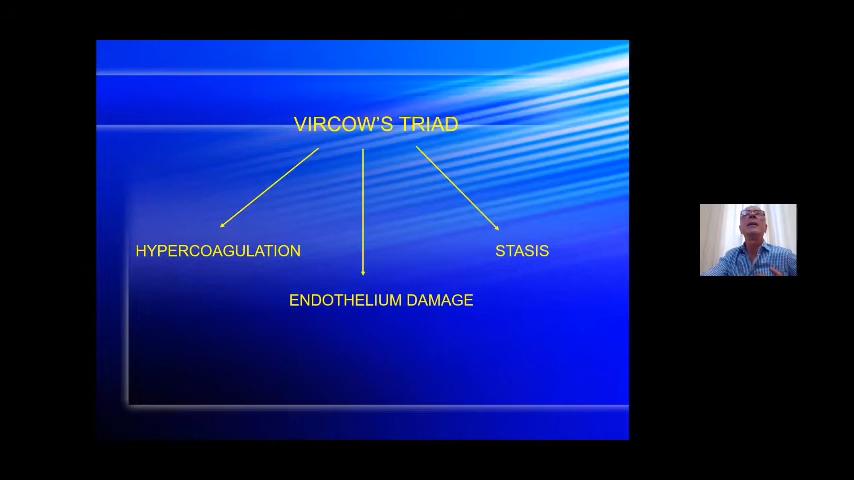 VIRCOW'S TRIAD
HYPERCOAGULATION
STASIS
ENDOTHELIUM DAMAGE